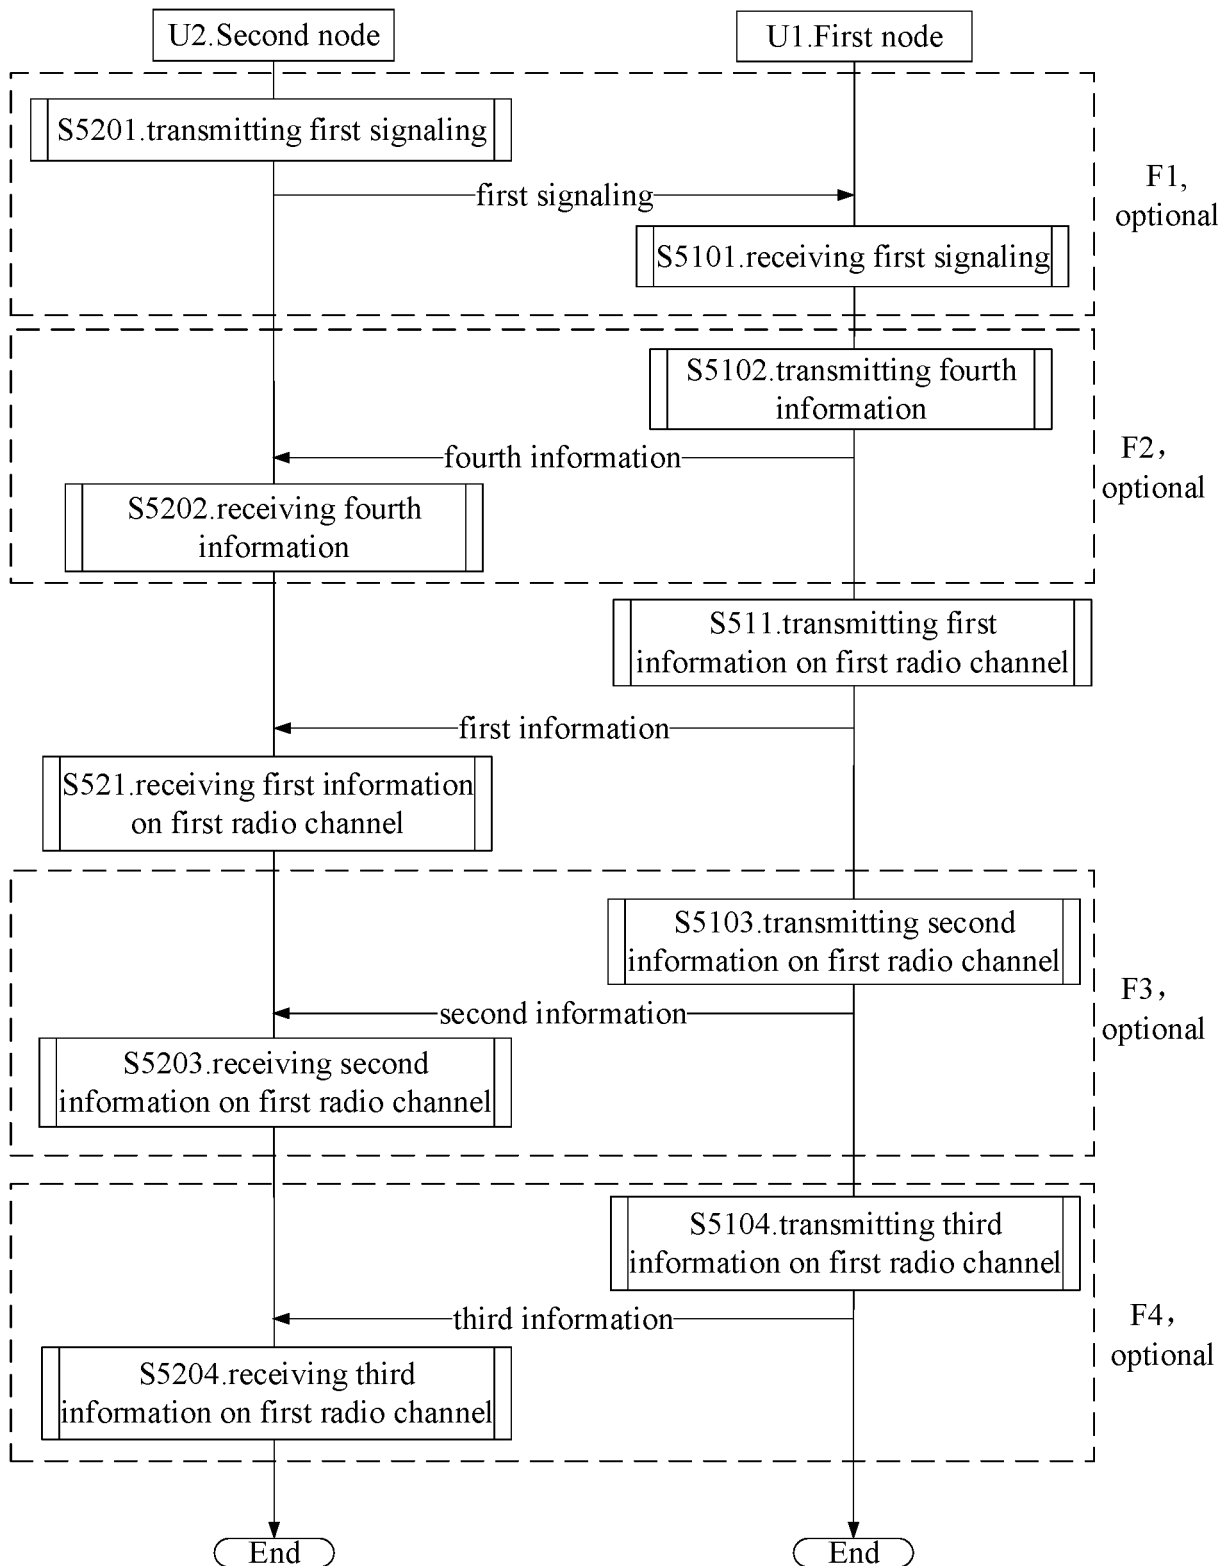 U2.Second node
U1.First node
S5201.transmitting first signaling
F1,
optional
first signaling
S5101.receiving first signaling
S5102.transmitting fourth
information
F2，
optional
fourth information
S5202.receiving fourth
information
S511.transmitting first
information on first radio channel
first information
S521.receiving first information
on first radio channel
S5103.transmitting second
information on first radio channel
F3，
optional
second information
S5203.receiving second
information on first radio channel
S5104.transmitting third
information on first radio channel
F4，
optional
third information
S5204.receiving third
information on first radio channel
End
End